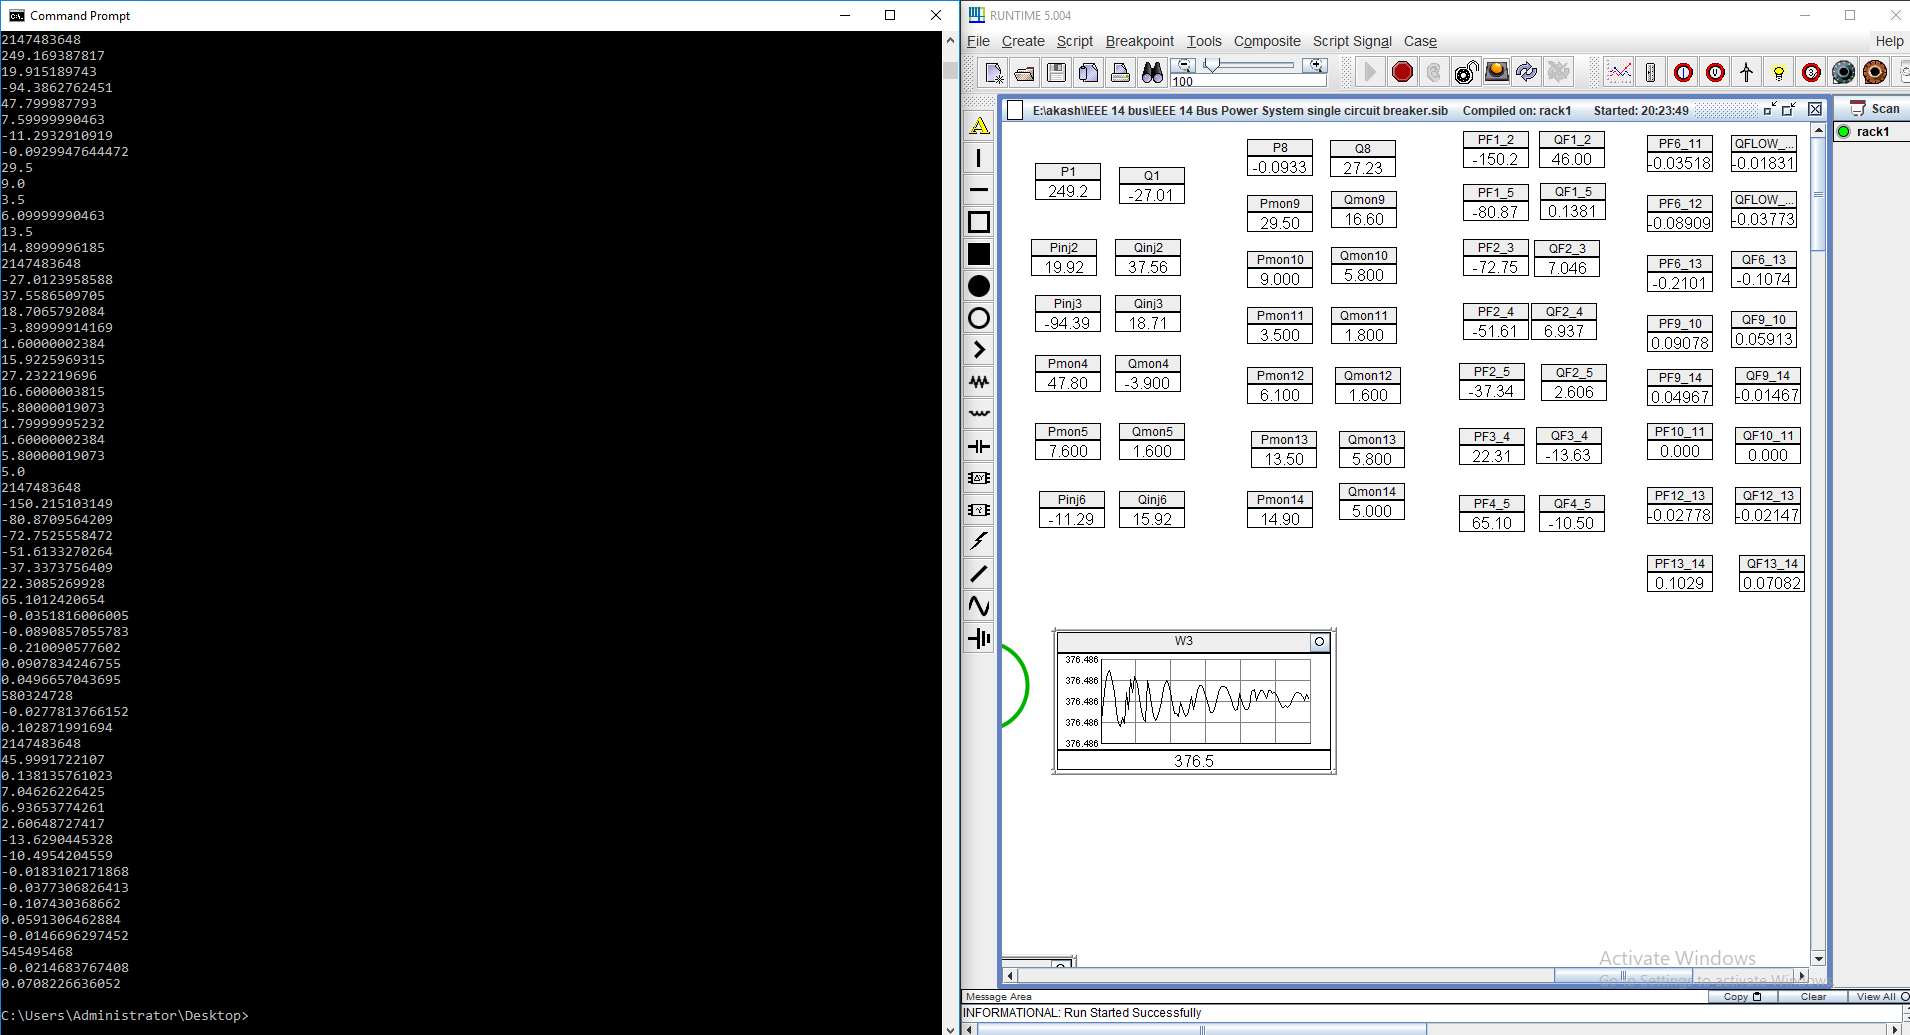 Command Prompt
2147483648
249.169387817
19.915189743
-94.3862762451
47.799987793
7.59999990463
-11.2932910919
-0.0929947644472
29.5
9.0
3.5
6.09999990463
13.5
14.8999996185
2147483648
-27.0123958588
37.5586509705
18.7065792084
-3.89999914169
1.60000002384
15.9225969315
27.232219696
16.6000003815
5.80000019073
1.79999995232
1.60000002384
5.80000019073
5.0
2147483648
-150.215103149
-80.8709564209
-72.7525558472
-51.6133270264
-37.3373756409
22.3085269928
65.1012420654
-0.0351816006005
-0.0890857055783
-0.210090577602
0.0907834246755
0.0496657043695
580324728
-0.0277813766152
0.102871991694
2147483648
45.9991722107
0.138135761023
7.04626226425
6.93653774261
2.60648727417
-13.6290445328
-10.4954204559
-0.0183102171868
-0.0377306826413
-0.107430368662
0.0591306462884
-0.0146696297452
545495468
-0.0214683767408
0.0708226636052
C:\Users\Administrator\Desktop>
RUNTIME 5.004
File Create Script Breakpoint Tools Composite Script Signal Case Help
100
E:\akash\IEEE 14 bus\IEEE 14 Bus Power System single circuit breaker.sib Compiled on: rack1 Started: 20:23:49
Scan
rack1
P1 Q1
249.2 -27.01
Pinj2 Qinj2
19.92 37.56
Pinj3 Qinj3
-94.39 18.71
Pmon4 Qmon4
47.80 -3.900
Pmon5 Qmon5
7.600 1.600
Pinj6 Qinj6
-11.29 15.92
P8 Q8
-0.0933 27.23
Pmon9 Qmon9
29.50 16.60
Pmon10 Qmon10
9.000 5.800
Pmon11 Qmon11
3.500 1.800
Pmon12 Qmon12
6.100 1.600
Pmon13 Qmon13
13.50 5.800
Pmon14 Qmon14
14.90 5.000
PF1_2 QF1_2
-150.2 46.00
PF1_5 QF1_5
-80.87 0.1381
PF2_3 QF2_3
-72.75 7.046
PF2_4 QF2_4
-51.61 6.937
PF2_5 QF2_5
-37.34 2.606
PF3_4 QF3_4
22.31 -13.63
PF4_5 QF4_5
65.10 -10.50
PF6_11 QFLOW_...
-0.03518 -0.01831
PF6_12 QFLOW_...
-0.08909 -0.03773
PF6_13 QF6_13
-0.2101 -0.1074
PF9_10 QF9_10
0.09078 0.05913
PF9_14 QF9_14
0.04967 -0.01467
PF10_11 QF10_11
0.000 0.000
PF12_13 QF12_13
-0.02778 -0.02147
PF13_14 QF13_14
0.1029 0.07082
W3
376.486
376.486
376.486
376.486
376.486
376.5
Activate Windows
Go to Settings to activate Windows
Message Area Copy Clear View All
INFORMATIONAL: Run Started Successfully